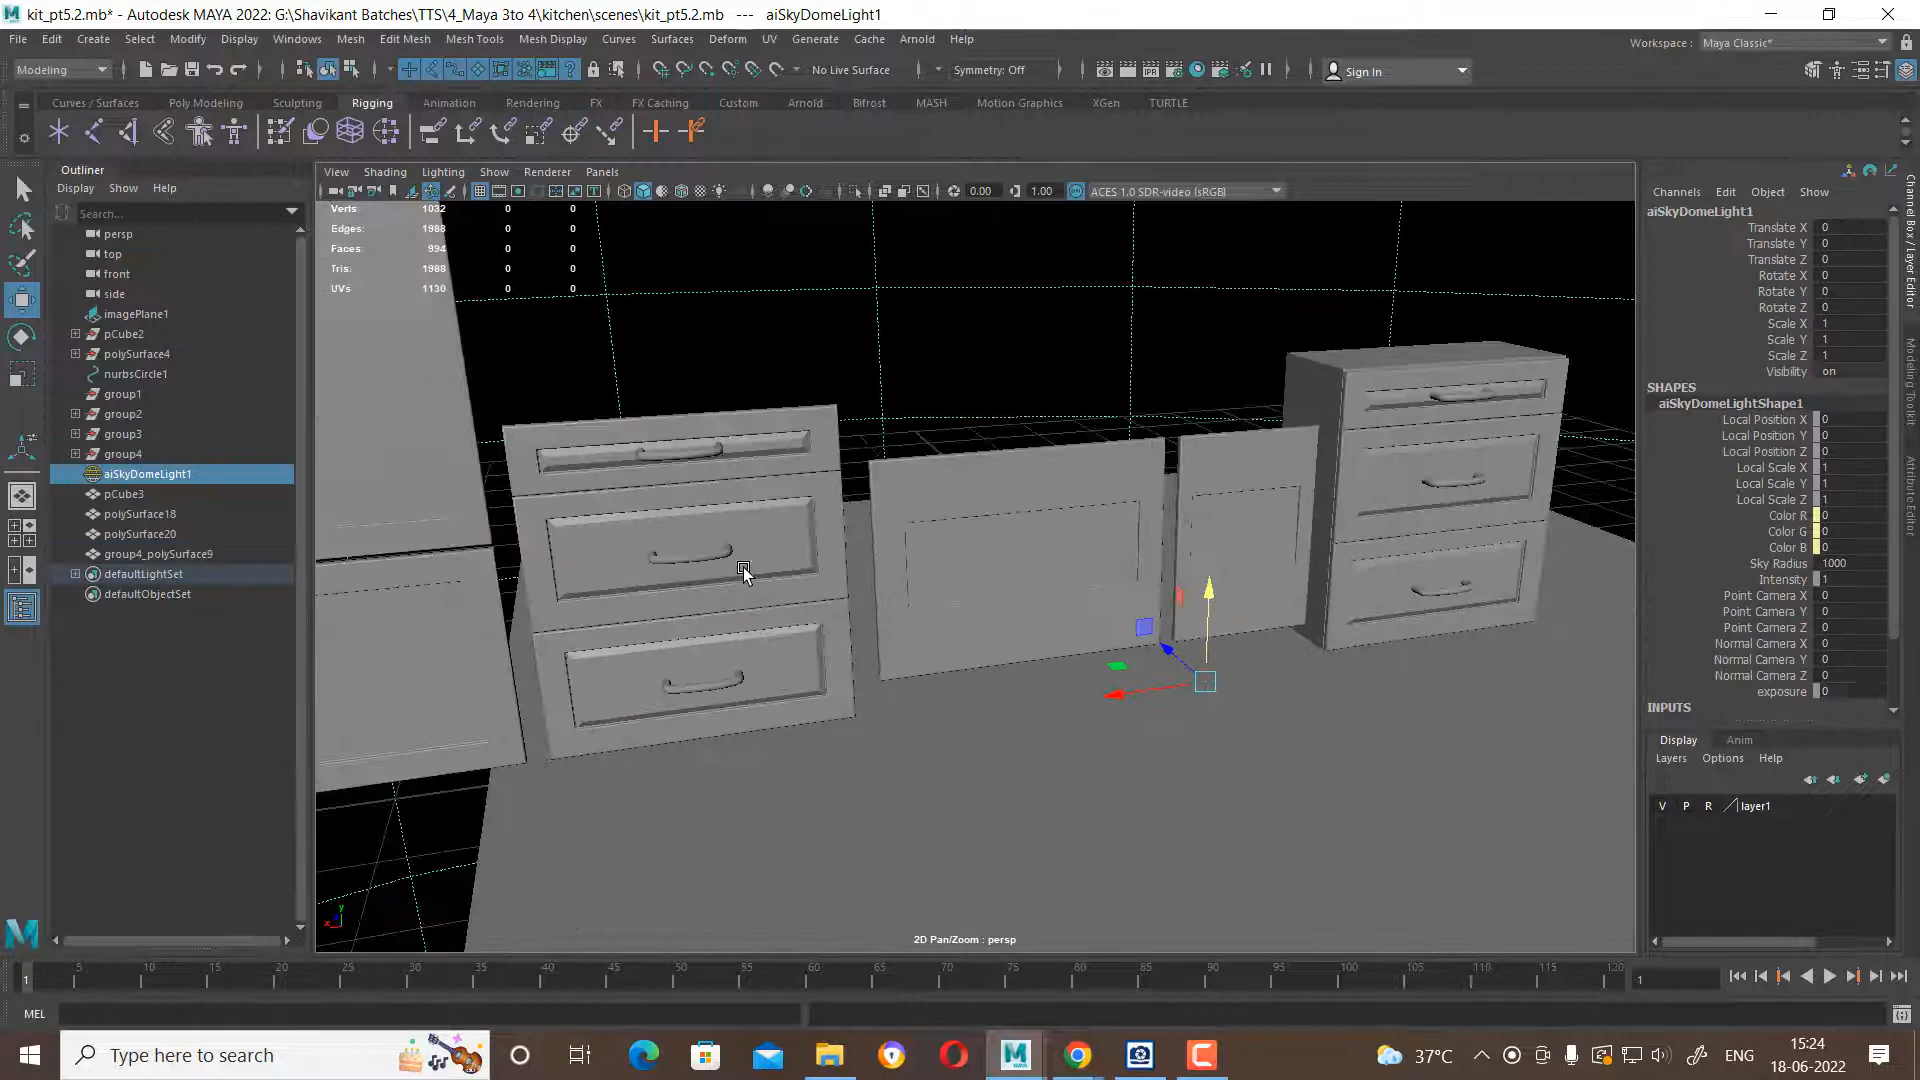 kit_pt5.2.mb* - Autodesk MAYA 2022: G:\Shavikant Batches\TTS\4_Maya 3to 4\kitchen\scenes\kit_pt5.2.mb --- aiSkyDomeLight1
File Edit Create Select Modify Display Windows Mesh Edit Mesh Mesh Tools Mesh Display Curves Surfaces Deform UV Generate Cache Arnold Help
Workspace : Maya Classic*
Modeling No Live Surface Symmetry: Off Sign In
Curves / Surfaces Poly Modeling Sculpting Rigging Animation Rendering FX FX Caching Custom Arnold Bifrost MASH Motion Graphics XGen TURTLE
Outliner
Display Show Help
Search...
persp
top
front
side
imagePlane1
pCube2
polySurface4
nurbsCircle1
group1
group2
group3
group4
aiSkyDomeLight1
pCube3
polySurface18
polySurface20
group4_polySurface9
defaultLightSet
defaultObjectSet
View Shading Lighting Show Renderer Panels
0.00 1.00 ACES 1.0 SDR-video (sRGB)
Verts: 1032 0 0
Edges: 1988 0 0
Faces: 994 0 0
Tris: 1988 0 0
UVs 1130 0 0
2D Pan/Zoom : persp
Channels Edit Object Show
aiSkyDomeLight1
Translate X 0
Translate Y 0
Translate Z 0
Rotate X 0
Rotate Y 0
Rotate Z 0
Scale X 1
Scale Y 1
Scale Z 1
Visibility on
SHAPES
aiSkyDomeLightShape1
Local Position X 0
Local Position Y 0
Local Position Z 0
Local Scale X 1
Local Scale Y 1
Local Scale Z 1
Color R 0
Color G 0
Color B 0
Sky Radius 1000
Intensity 1
Point Camera X 0
Point Camera Y 0
Point Camera Z 0
Normal Camera X 0
Normal Camera Y 0
Normal Camera Z 0
exposure 0
INPUTS
Display Anim
Layers Options Help
V P R layer1
Channel Box / Layer Editor
Modeling Toolkit
Attribute Editor
1 5 10 15 20 25 30 35 40 45 50 55 60 65 70 75 80 85 90 95 100 105 110 115 120 1
MEL
Type here to search
37°C ENG
15:24
18-06-2022